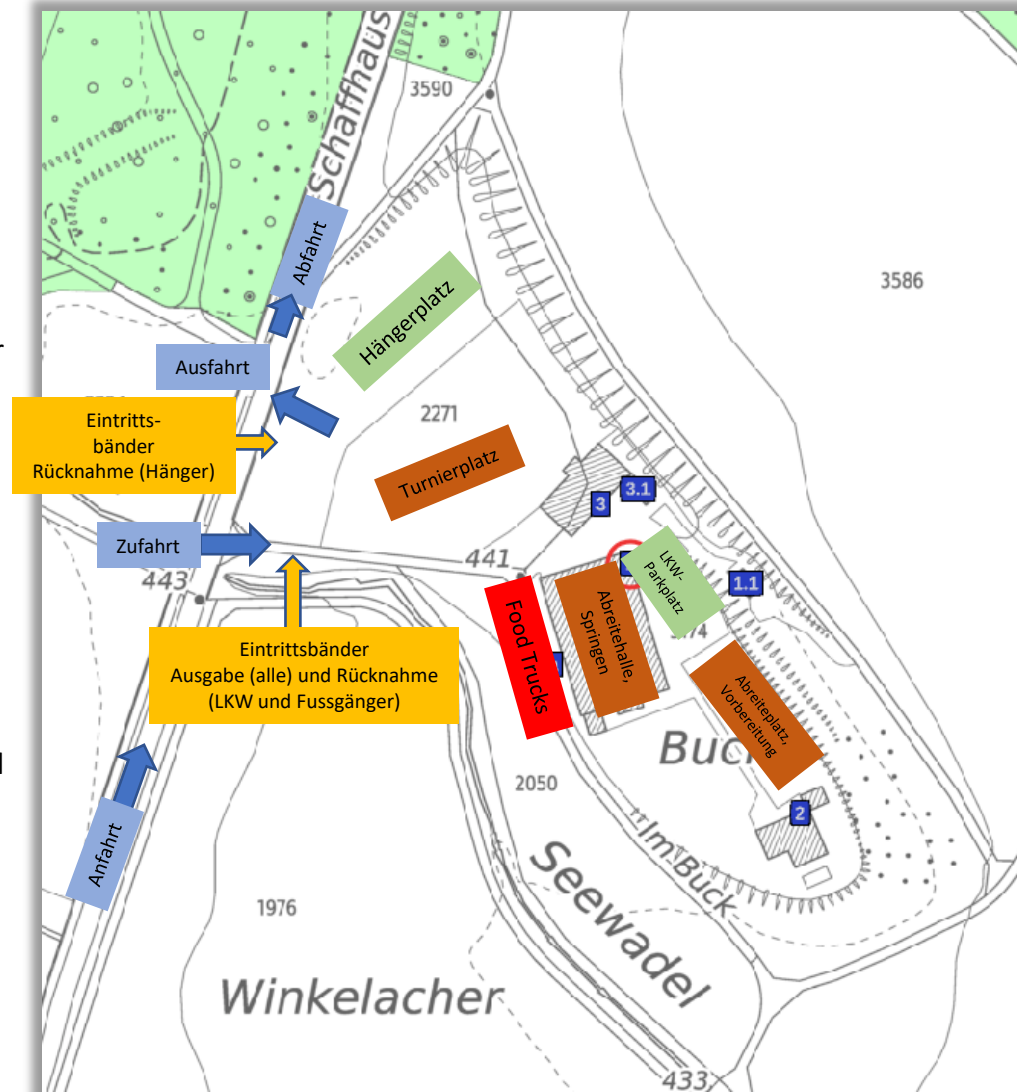 Schaffhaus
3590
Abfahrt
3586
Hängerplatz
Ausfahrt
2271
Eintritts-
bänder
Rücknahme (Hänger)
Turnierplatz
3.1
3
Zufahrt
441
LKW-
Parkplatz
1.1
443
Food Trucks
Abreitehalle,
Springen
Eintrittsbänder
Ausgabe (alle) und Rücknahme
(LKW und Fussgänger)
Abreiteplatz,
Vorbereitung
2050
2
Anfahrt
Im Buck
Seewadel
1976
Winkelacher
433